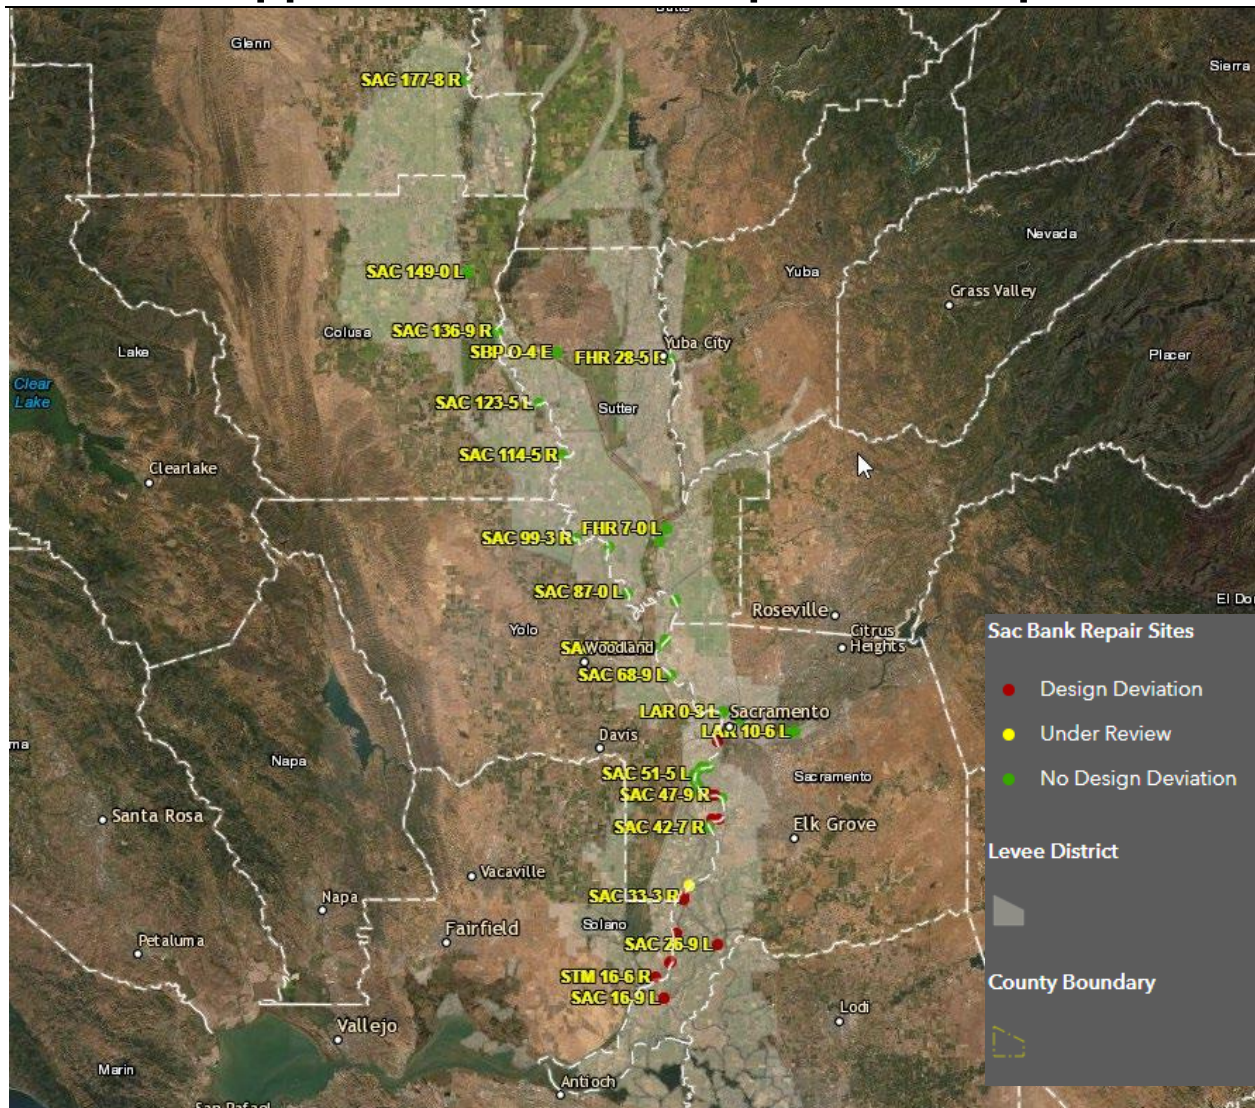 Glenn
Butte
Sierra
SAC 177-8 R
Nevada
SAC 149-0 L
Yuba
Grass Valley
Colusa
SAC 136-9 R
Lake
SBP O-4 E
FHR 28-5 R
Yuba City
Placer
Clear
Lake
SAC 123-5 L
Sutter
SAC 114-5 R
Clearlake
FHR 7-0 L
SAC 99-3 R
SAC 87-0 L
El Do
Roseville
Yolo
Citrus
Heights
SA
Woodland
SAC 68-9 L
LAR 0-3 L
Sacramento
LAR 10-6 L
Davis
ma
Napa
SAC 51-5 L
Sacramento
SAC 47-9 R
Santa Rosa
SAC 42-7 R
Elk Grove
Vacaville
SAC 33-3 R
Napa
Solano
Fairfield
Petaluma
SAC 26-9 L
STM 16-6 R
SAC 16-9 L
Lodi
Vallejo
Marin
Antioch
San Rafael
Sac Bank Repair Sites
Design Deviation
Under Review
No Design Deviation
Levee District
County Boundary